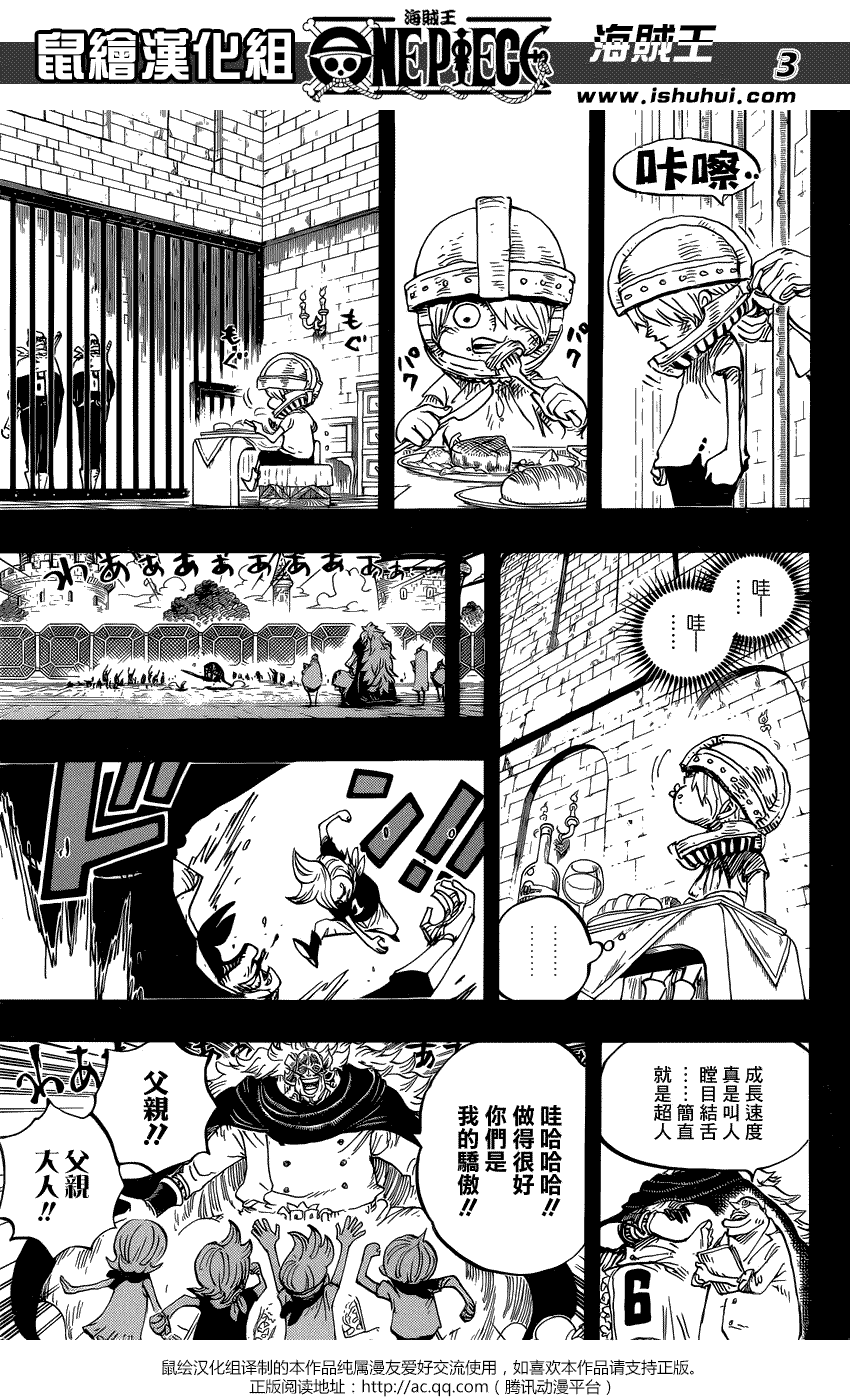 鼠繪漢化組
海賊王
ONE PIECE
海賊王
3
www.ishuhui.com
咔嚓..
パクパク
もぐもぐ
哇……
哇……
わああああああああ
…………
ドドド!!
成長速度
真是叫人
瞠目結舌
……簡直
就是超人
6
哇哈哈哈!!
做得很好
你們是
我的驕傲!!
父親!!
父親
大人!!
わあ
鼠绘汉化组译制的本作品纯属漫友爱好交流使用，如喜欢本作品请支持正版。
正版阅读地址：http://ac.qq.com（腾讯动漫平台）